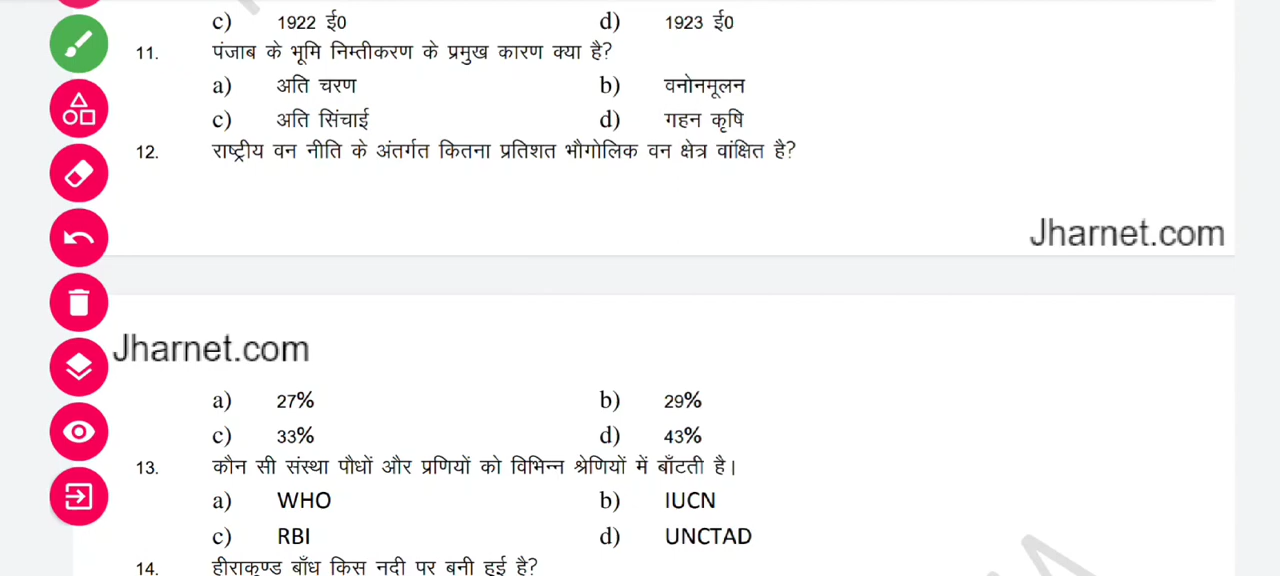 c) 1922 ई0 d) 1923 ई0
11. पंजाब के भूमि निम्तीकरण के प्रमुख कारण क्या है?
a) अति चरण b) वनोनमूलन
c) अति सिंचाई d) गहन कृषि
12. राष्ट्रीय वन नीति के अंतर्गत कितना प्रतिशत भौगोलिक वन क्षेत्र वांक्षित है?
Jharnet.com
Jharnet.com
a) 27% b) 29%
c) 33% d) 43%
13. कौन सी संस्था पौधों और प्रणियों को विभिन्न श्रेणियों में बाँटती है।
a) WHO b) IUCN
c) RBI d) UNCTAD
14. हीराकुण्ड बाँध किस नदी पर बनी हुई है?